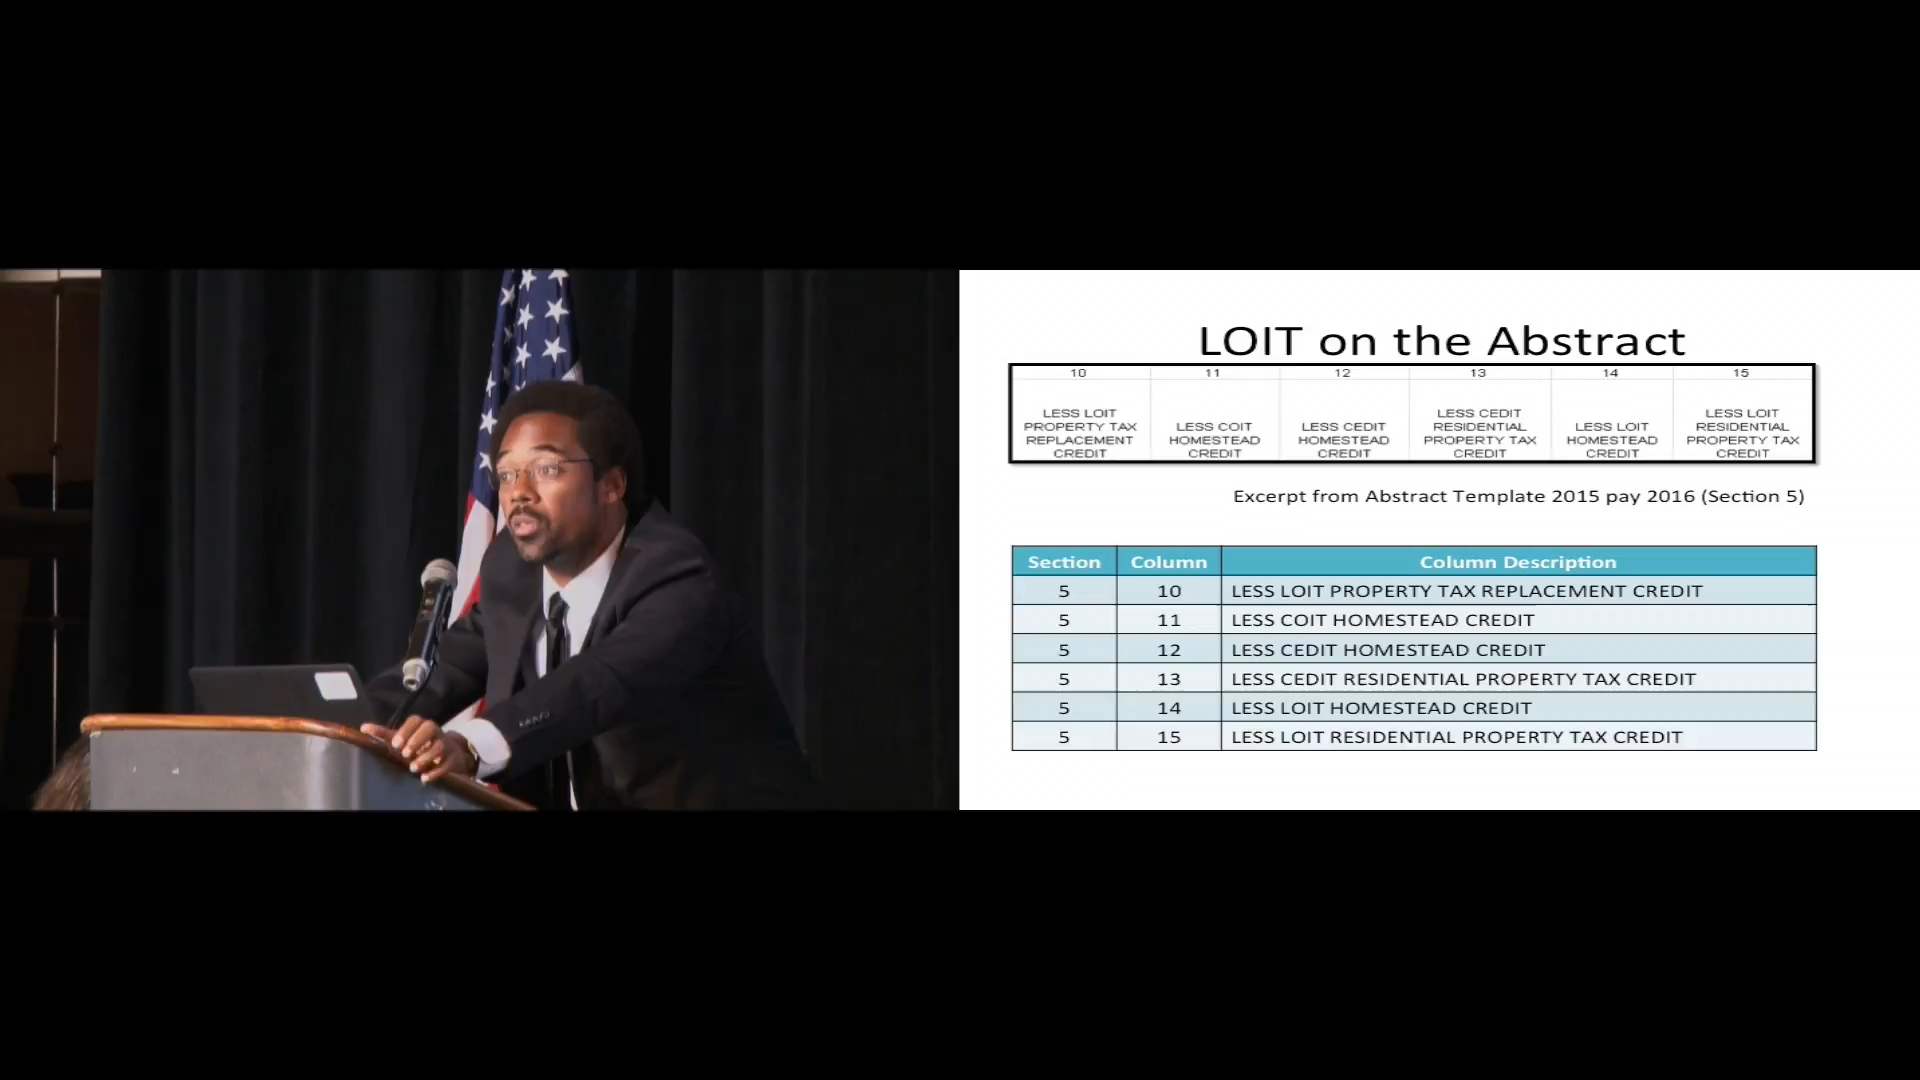 LOIT on the Abstract
10 11 12 13 14 15
LESS LOIT
PROPERTY TAX
REPLACEMENT
CREDIT
LESS COIT
HOMESTEAD
CREDIT
LESS CEDIT
HOMESTEAD
CREDIT
LESS CEDIT
RESIDENTIAL
PROPERTY TAX
CREDIT
LESS LOIT
HOMESTEAD
CREDIT
LESS LOIT
RESIDENTIAL
PROPERTY TAX
CREDIT
Excerpt from Abstract Template 2015 pay 2016 (Section 5)
Section Column Column Description
5 10 LESS LOIT PROPERTY TAX REPLACEMENT CREDIT
5 11 LESS COIT HOMESTEAD CREDIT
5 12 LESS CEDIT HOMESTEAD CREDIT
5 13 LESS CEDIT RESIDENTIAL PROPERTY TAX CREDIT
5 14 LESS LOIT HOMESTEAD CREDIT
5 15 LESS LOIT RESIDENTIAL PROPERTY TAX CREDIT